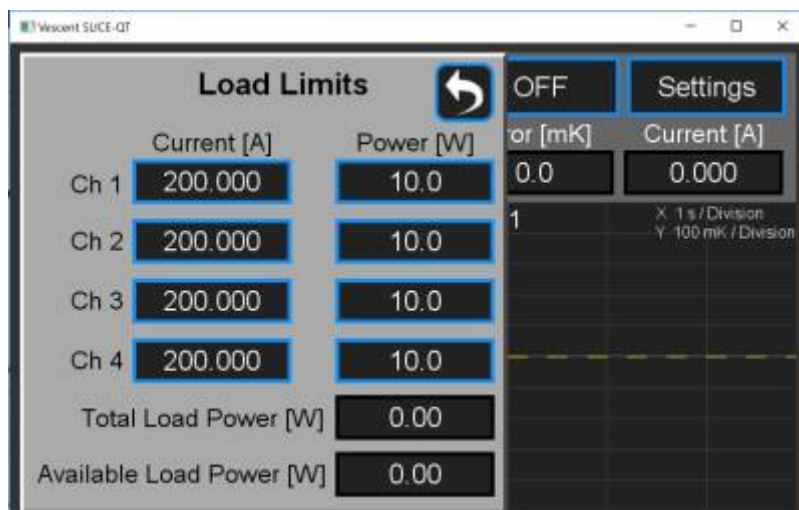 Vescent SLICE-QT
Load Limits
OFF
Settings
Current [A]
Power [W]
or [mK]
Current [A]
Ch 1 200.000 10.0
0.0
0.000
Ch 2 200.000 10.0
1
X 1 s / Division
Y 100 mK / Division
Ch 3 200.000 10.0
Ch 4 200.000 10.0
Total Load Power [W] 0.00
Available Load Power [W] 0.00